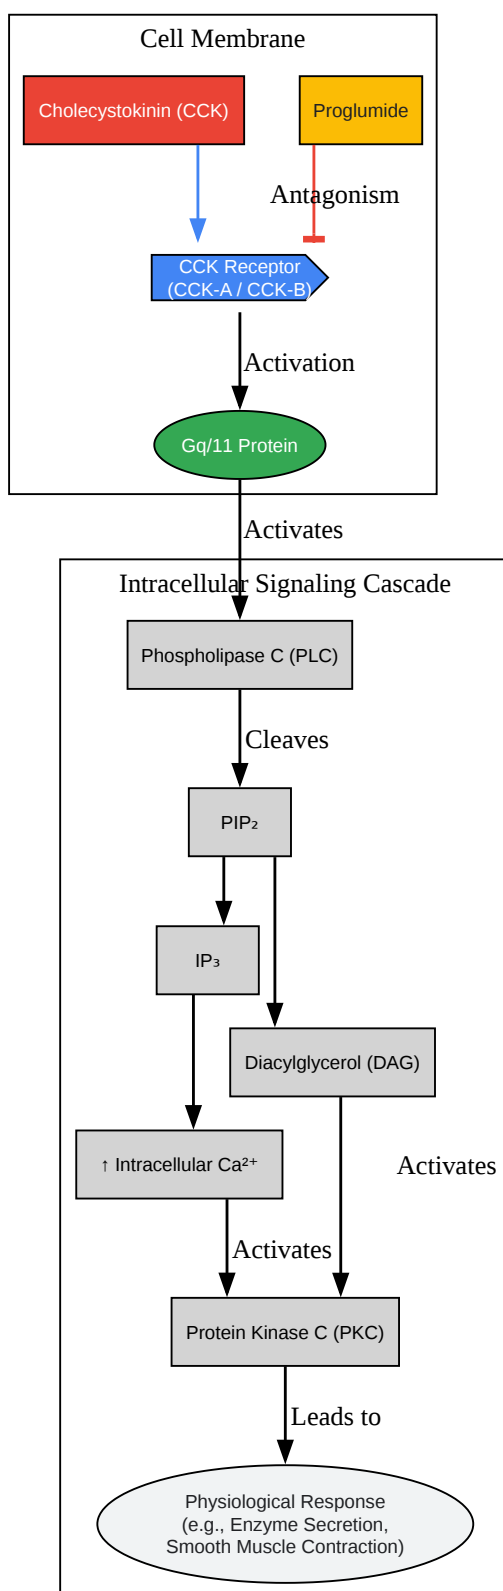 Cell Membrane
Cholecystokinin (CCK)
Proglumide
Antagonism
CCK Receptor
(CCK-A / CCK-B)
Activation
Gq/11 Protein
Activates
Intracellular Signaling Cascade
Phospholipase C (PLC)
Cleaves
PIP₂
IP₃
Diacylglycerol (DAG)
↑ Intracellular Ca²⁺
Activates
Activates
Protein Kinase C (PKC)
Leads to
Physiological Response
(e.g., Enzyme Secretion,
Smooth Muscle Contraction)